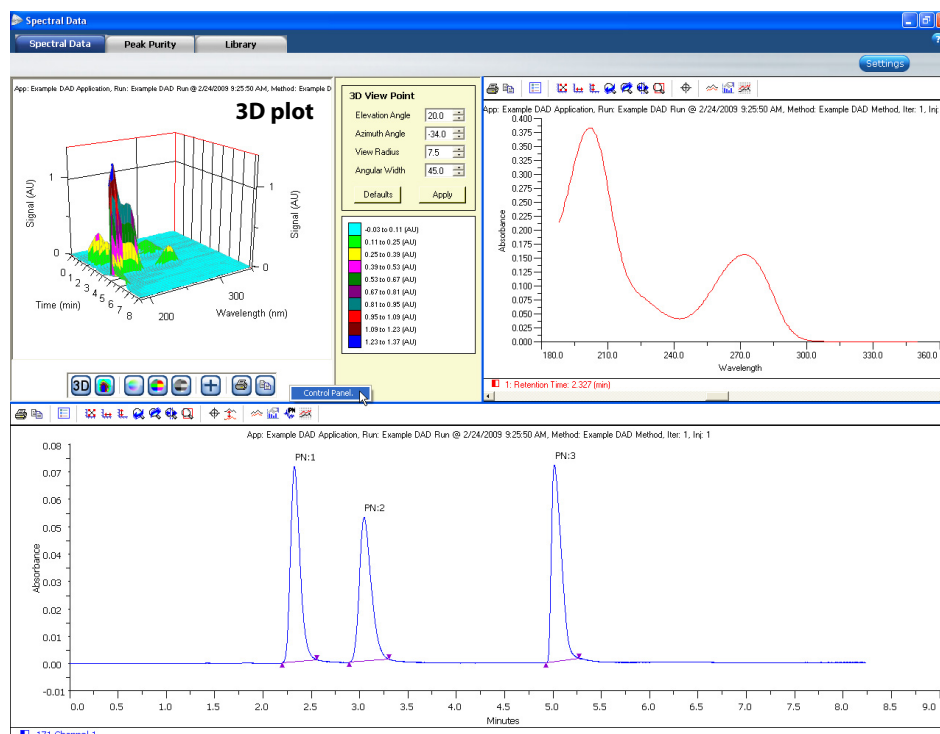 Spectral Data
Spectral Data Peak Purity Library
Settings
App: Example DAD Application, Run: Example DAD Run @ 2/24/2009 9:25:50 AM, Method: Example D
3D plot
Signal (AU)
1
0
Signal (AU)
1
0
0 1 2 3 4 5 6 7 8
Time (min)
200
300
Wavelength (nm)
3D
3D View Point
Elevation Angle 20.0
Azimuth Angle -34.0
View Radius 7.5
Angular Width 45.0
Defaults Apply
-0.03 to 0.11 (AU)
0.11 to 0.25 (AU)
0.25 to 0.39 (AU)
0.39 to 0.53 (AU)
0.53 to 0.67 (AU)
0.67 to 0.81 (AU)
0.81 to 0.95 (AU)
0.95 to 1.09 (AU)
1.09 to 1.23 (AU)
1.23 to 1.37 (AU)
Control Panel..
App: Example DAD Application, Run: Example DAD Run @ 2/24/2009 9:25:50 AM, Method: Example DAD Method, Iter: 1, Inj:
0.400
0.375
0.350
0.325
0.300
0.275
0.250
0.225
0.200
0.175
0.150
0.125
0.100
0.075
0.050
0.025
0.000
Absorbance
180.0 210.0 240.0 270.0 300.0 330.0 360.0
Wavelength
1: Retention Time: 2.327 (min)
App: Example DAD Application, Run: Example DAD Run @ 2/24/2009 9:25:50 AM, Method: Example DAD Method, Iter: 1, Inj: 1
0.08
0.07
0.06
0.05
0.04
0.03
0.02
0.01
0.00
-0.01
Absorbance
PN:1
PN:2
PN:3
0.0 0.5 1.0 1.5 2.0 2.5 3.0 3.5 4.0 4.5 5.0 5.5 6.0 6.5 7.0 7.5 8.0 8.5 9.0
Minutes
171 Channel 1